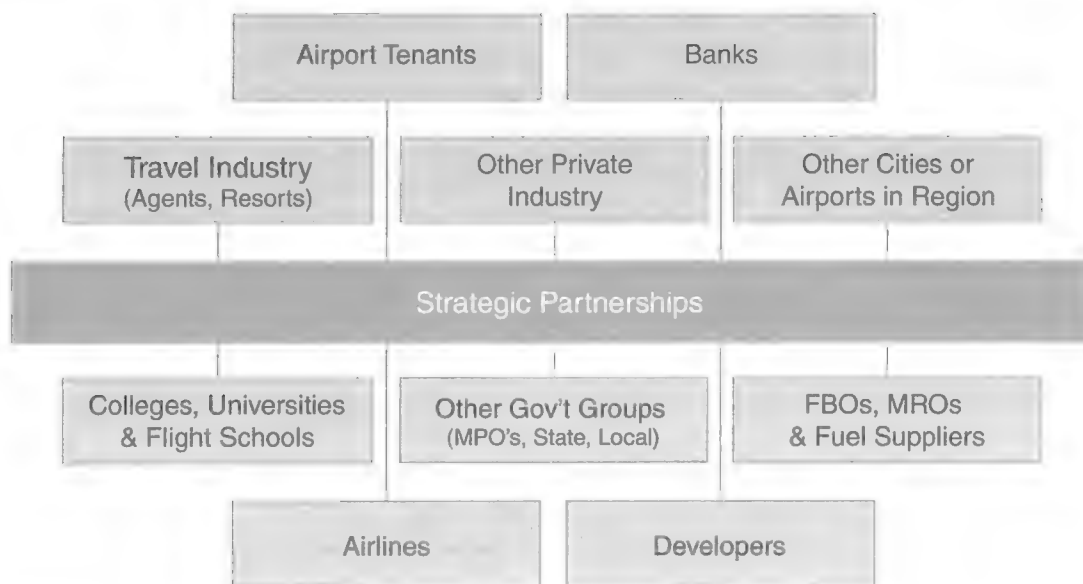 Airport Tenants
Banks
Travel Industry
(Agents, Resorts)
Other Private
Industry
Other Cities or
Airports in Region
Strategic Partnerships
Colleges, Universities
& Flight Schools
Other Gov't Groups
(MPO's, State, Local)
FBOs, MROs
& Fuel Suppliers
Airlines
Developers